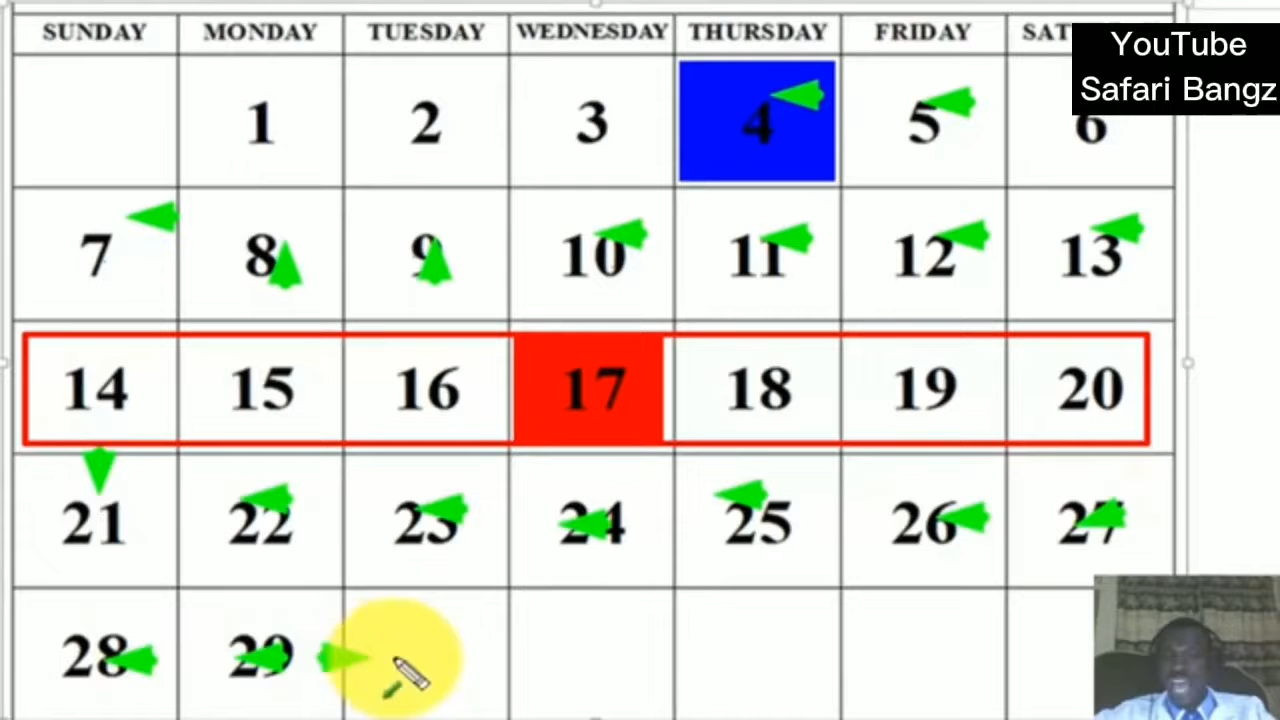 SUNDAY MONDAY TUESDAY WEDNESDAY THURSDAY FRIDAY
YouTube
Safari Bangz
1 2 3 4 5 6
7 8 9 10 11 12 13
14 15 16 17 18 19 20
21 22 23 24 25 26 27
28 29